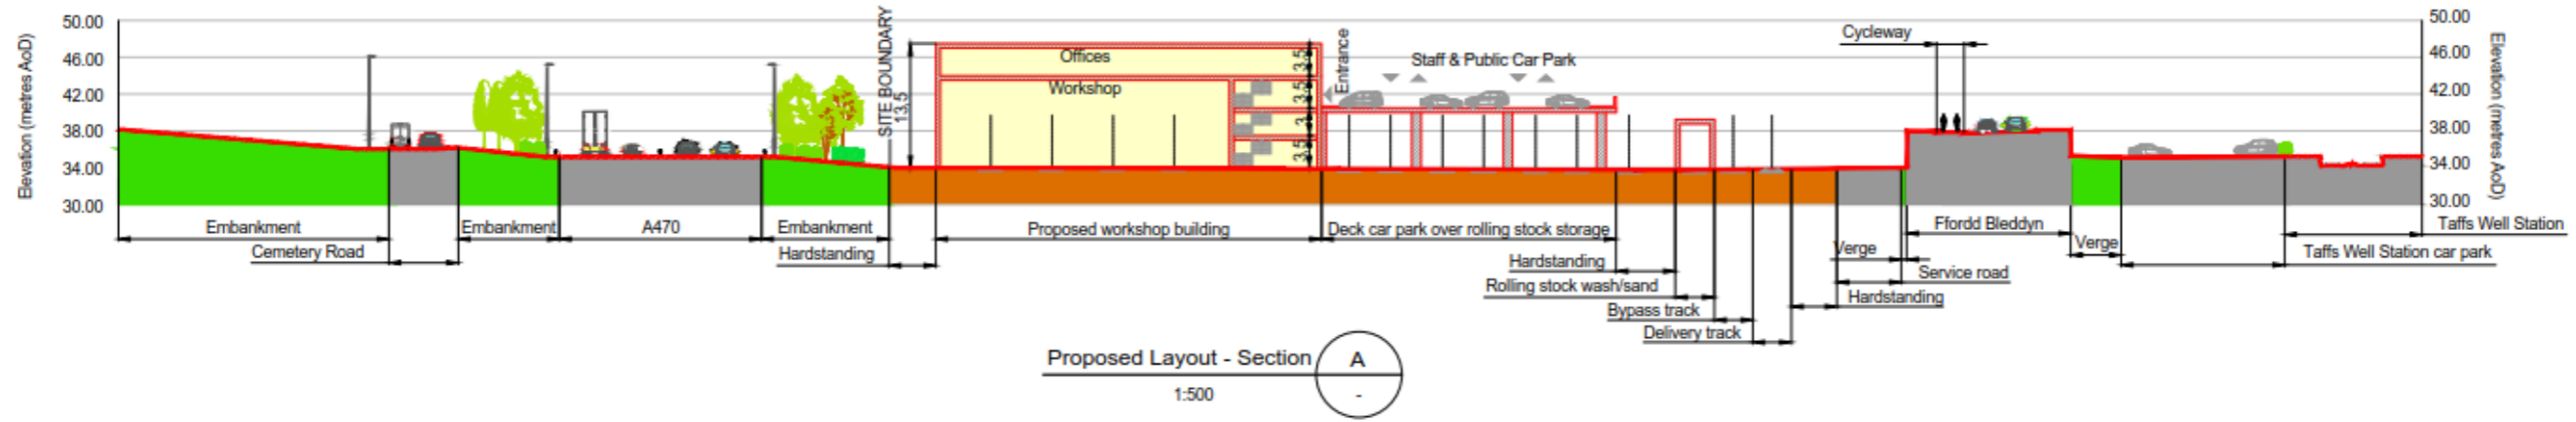 50.00
46.00
42.00
38.00
34.00
30.00
Elevation (metres AoD)
SITE BOUNDARY
13.5
Offices
Workshop
3.5
3.5
3
3.5
Entrance
Staff & Public Car Park
Cycleway
50.00
46.00
42.00
38.00
34.00
30.00
Elevation (metres AoD)
Embankment
Cemetery Road
Embankment
A470
Embankment
Hardstanding
Proposed workshop building
Deck car park over rolling stock storage
Hardstanding
Rolling stock wash/sand
Bypass track
Delivery track
Verge
Service road
Hardstanding
Ffordd Bleddyn
Verge
Taffs Well Station
Taffs Well Station car park
Proposed Layout - Section
A
1:500
-